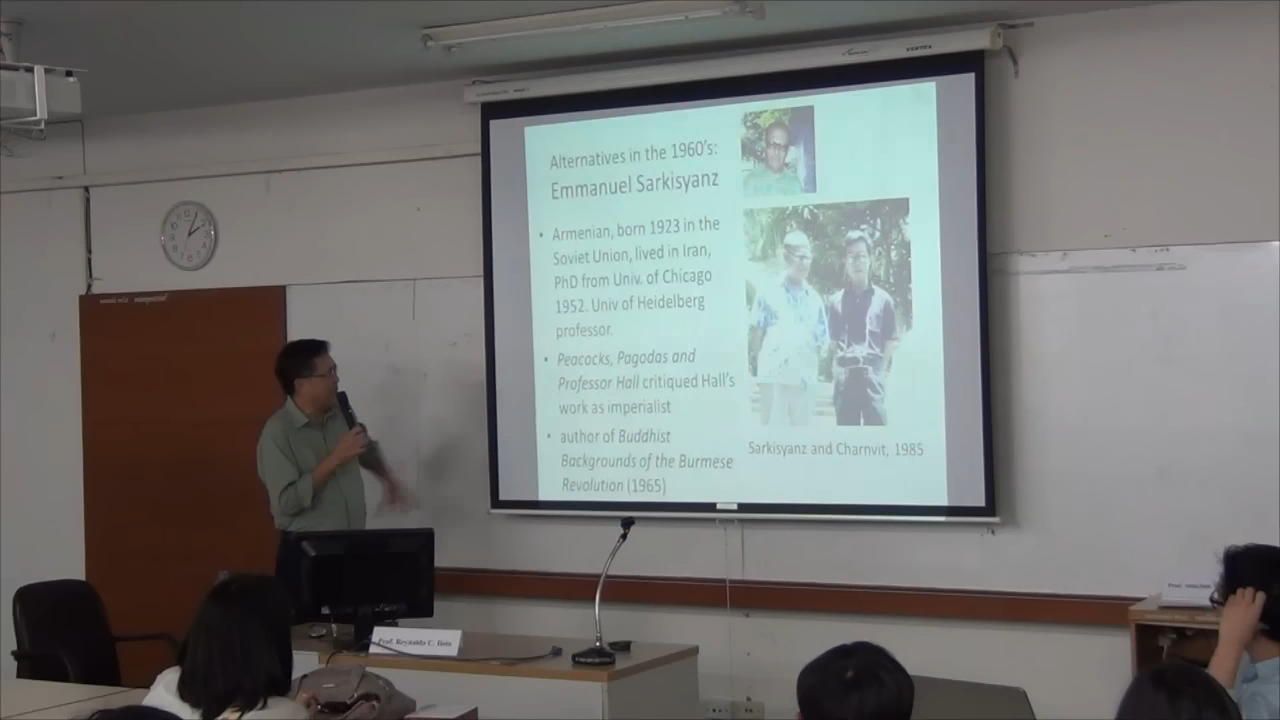 VERTEX
Alternatives in the 1960's:
Emmanuel Sarkisyanz
• Armenian, born 1923 in the
Soviet Union, lived in Iran,
PhD from Univ. of Chicago
1952. Univ of Heidelberg
professor.
• Peacocks, Pagodas and
Professor Hall critiqued Hall's
work as imperialist
• author of Buddhist
Backgrounds of the Burmese
Revolution (1965)
Sarkisyanz and Charnvit, 1985
Prof. Reynaldo C. Ileto
Prof.